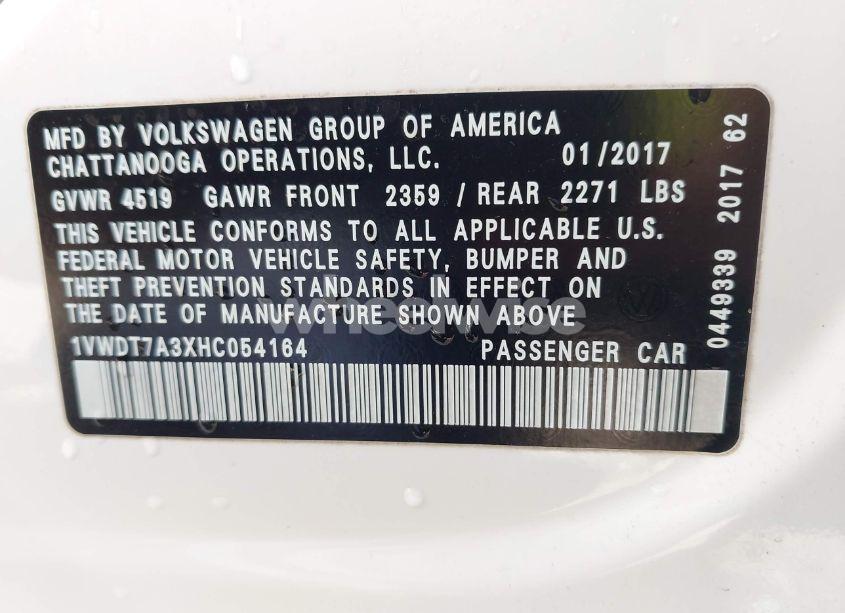 MFD BY VOLKSWAGEN GROUP OF AMERICA
CHATTANOOGA OPERATIONS, LLC. 01/2017
GVWR 4519 GAWR FRONT 2359 / REAR 2271 LBS
THIS VEHICLE CONFORMS TO ALL APPLICABLE U.S.
FEDERAL MOTOR VEHICLE SAFETY, BUMPER AND
THEFT PREVENTION STANDARDS IN EFFECT ON
THE DATE OF MANUFACTURE SHOWN ABOVE
1VWDT7A3XHC054164 PASSENGER CAR
0449339 2017 62
wheelwise